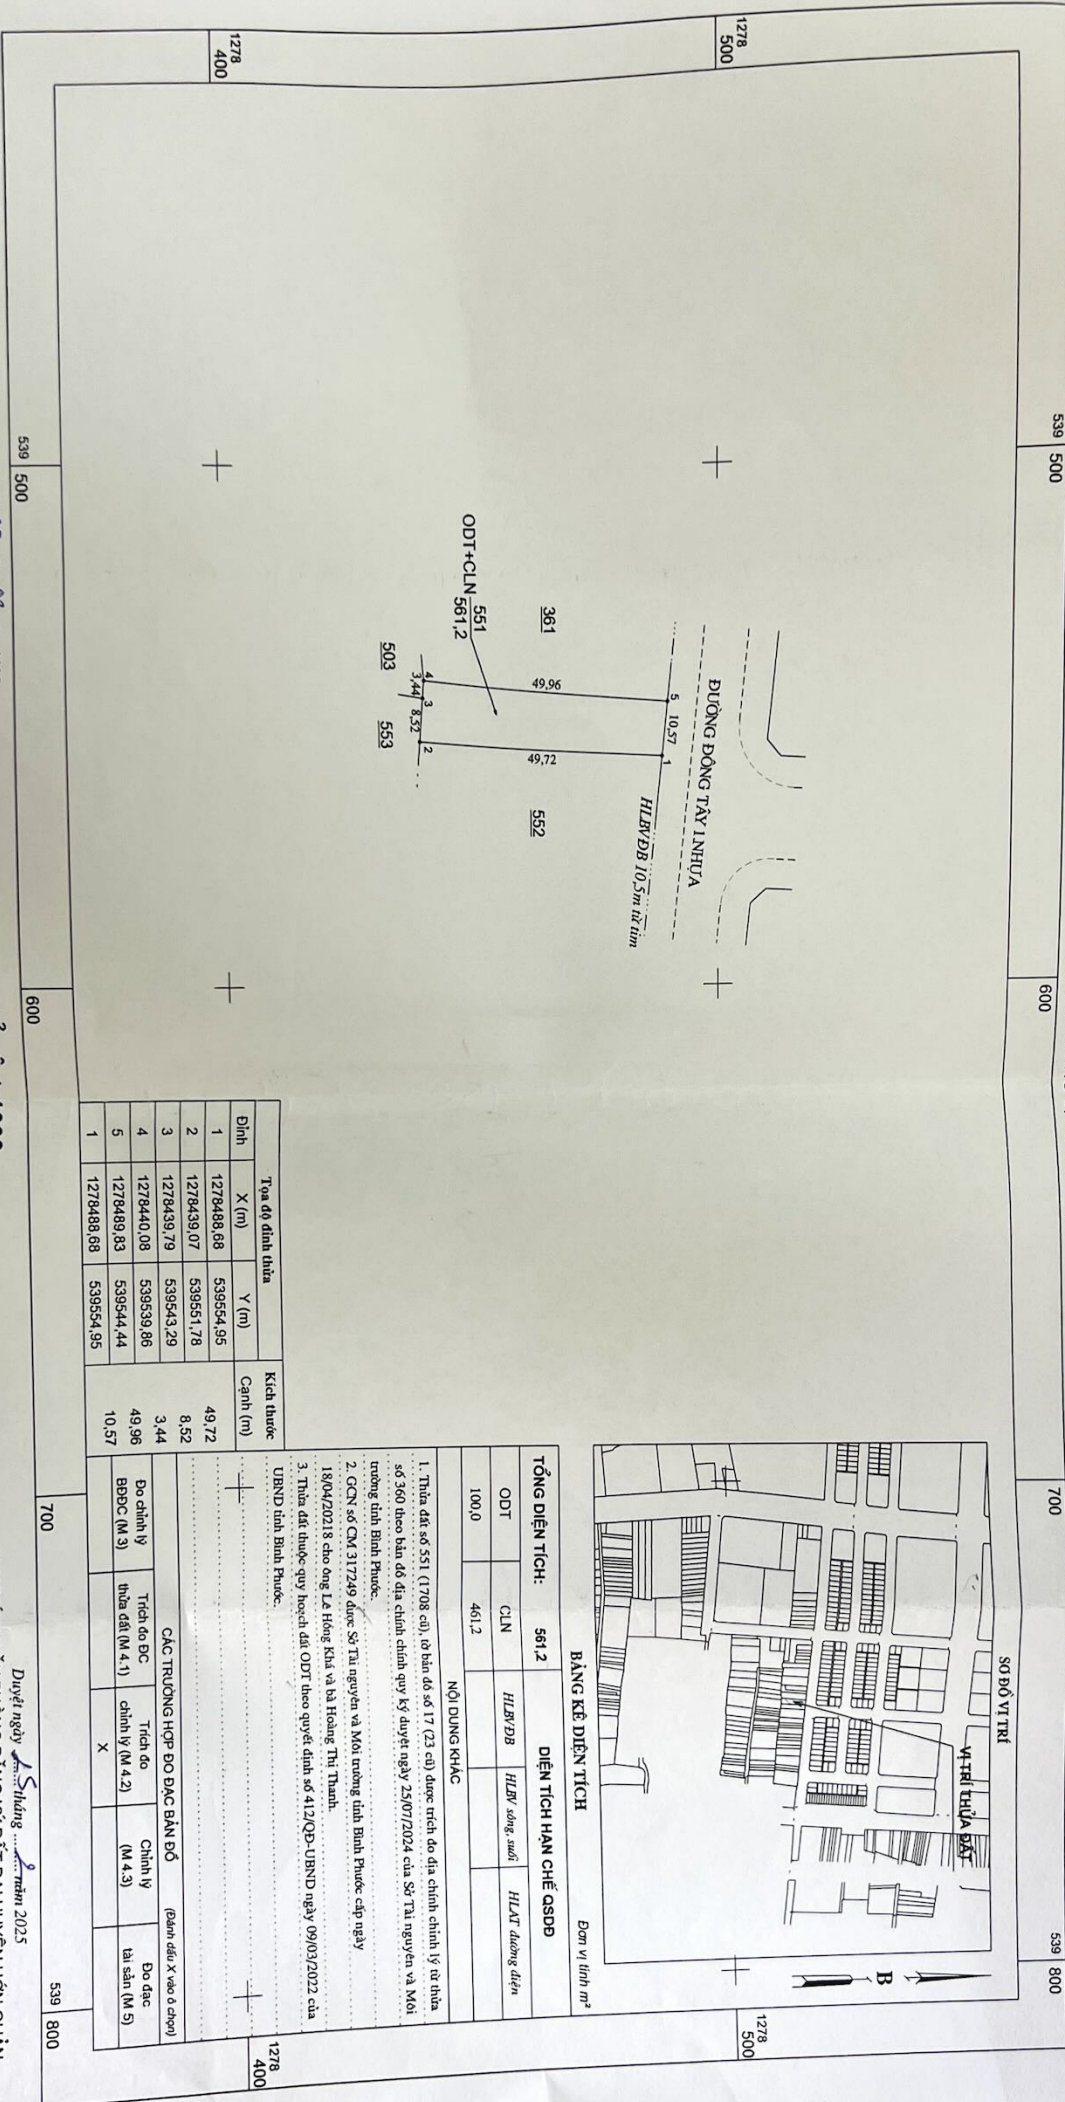 539 500
600
700
539 800
1278
500
1278
400
1278
500
1278
400
539 500
600
700
539 800
ĐƯỜNG ĐÔNG TÂY 1.NHỰA
HLBVĐB 10,5m từ tim
5 10,57 1
361
49,96
49,72
552
ODT+CLN 551
561,2
4 3 2
3,44 8,52
503
553
SƠ ĐỒ VỊ TRÍ
VỊ TRÍ THỬA ĐẤT
B
BẢNG KÊ DIỆN TÍCH
Đơn vị tính m²
TỔNG DIỆN TÍCH: 561,2
DIỆN TÍCH HẠN CHẾ QSDĐ
ODT CLN HLBVĐB HLBV sông, suối HLAT đường điện
100,0 461,2
NỘI DUNG KHÁC
1. Thửa đất số 551 (1708 cũ), tờ bản đồ số 17 (23 cũ) được trích đo địa chính chỉnh lý từ thửa
số 360 theo bản đồ địa chính chính quy ký duyệt ngày 25/07/2024 của Sở Tài nguyên và Môi
trường tỉnh Bình Phước.
2. GCN số CM 317249 được Sở Tài nguyên và Môi trường tỉnh Bình Phước cấp ngày
18/04/20218 cho ông Lê Hồng Khá và bà Hoàng Thị Thanh.
3. Thửa đất thuộc quy hoạch đất ODT theo quyết định số 412/QĐ-UBND ngày 09/03/2022 của
UBND tỉnh Bình Phước.
Tọa độ đỉnh thửa Kích thước
Đỉnh X (m) Y (m) Cạnh (m)
1 1278488,68 539554,95
49,72
2 1278439,07 539551,78
8,52
3 1278439,79 539543,29
3,44
4 1278440,08 539539,86
49,96
5 1278489,83 539544,44
10,57
1 1278488,68 539554,95
CÁC TRƯỜNG HỢP ĐO ĐẠC BẢN ĐỒ (Đánh dấu X vào ô chọn)
Đo chỉnh lý Trích đo ĐC Trích đo Chỉnh lý Đo đạc
BĐĐC (M 3) thửa đất (M 4.1) chỉnh lý (M 4.2) (M 4.3) tài sản (M 5)
X
Duyệt ngày 25 tháng 2 năm 2025